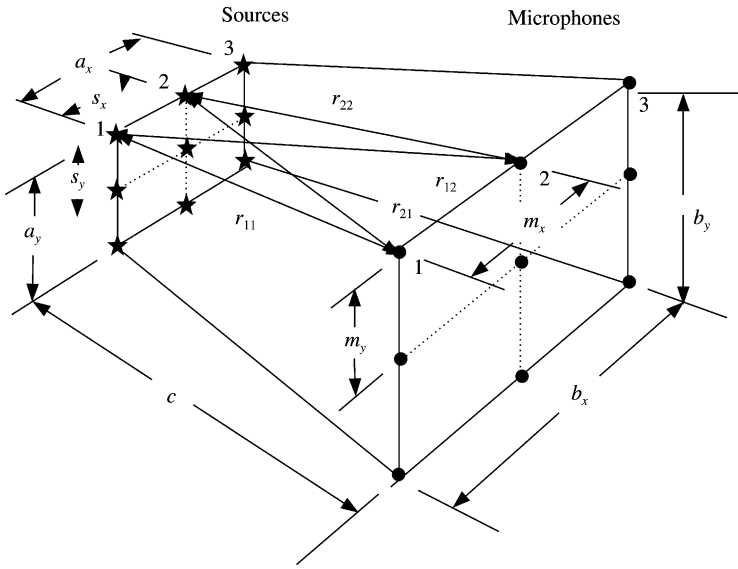 Sources
Microphones
3
a_x
2
s_x
r_22
3
1
s_y
r_12
2
r_21
m_x
b_y
a_y
r_11
1
m_y
c
b_x